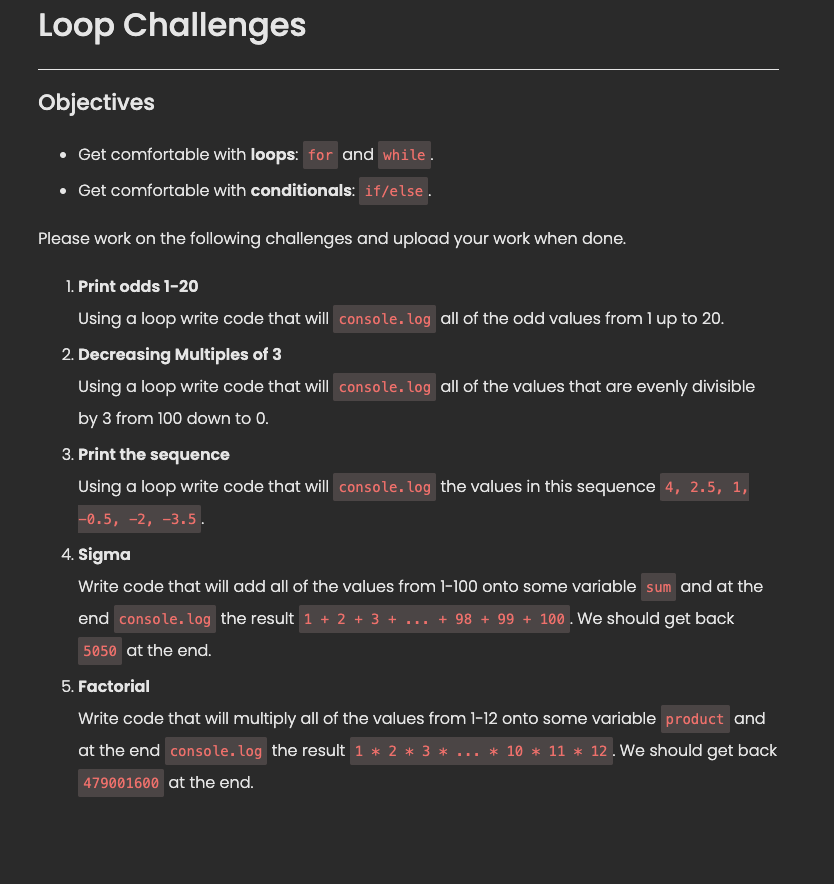 Loop Challenges
Objectives
• Get comfortable with loops: for and while.
• Get comfortable with conditionals: if/else.
Please work on the following challenges and upload your work when done.
1. Print odds 1-20
Using a loop write code that will console.log all of the odd values from 1 up to 20.
2. Decreasing Multiples of 3
Using a loop write code that will console.log all of the values that are evenly divisible
by 3 from 100 down to 0.
3. Print the sequence
Using a loop write code that will console.log the values in this sequence 4, 2.5, 1,
-0.5, -2, -3.5.
4. Sigma
Write code that will add all of the values from 1-100 onto some variable sum and at the
end console.log the result 1 + 2 + 3 + ... + 98 + 99 + 100. We should get back
5050 at the end.
5. Factorial
Write code that will multiply all of the values from 1-12 onto some variable product and
at the end console.log the result 1 * 2 * 3 * ... * 10 * 11 * 12. We should get back
479001600 at the end.